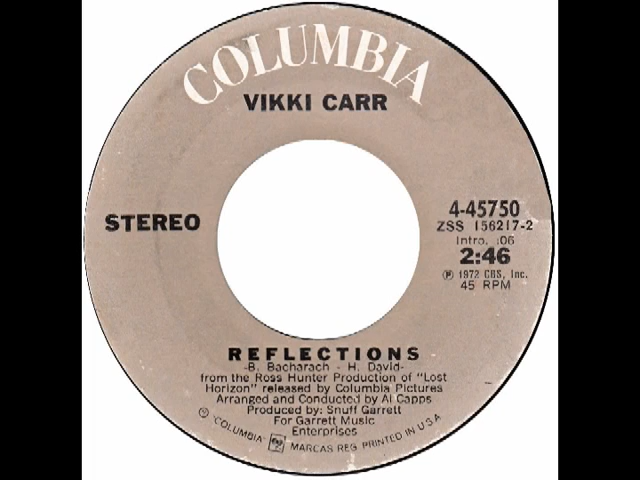 COLUMBIA
VIKKI CARR
STEREO
4-45750
ZSS 156217-2
Intro. :06
2:46
Ⓟ 1972 CBS, Inc.
45 RPM
REFLECTIONS
-B. Bacharach - H. David-
from the Ross Hunter Production of "Lost
Horizon" released by Columbia Pictures
Arranged and Conducted by Al Capps
Produced by: Snuff Garrett
For Garrett Music
Enterprises
"COLUMBIA" MARCAS REG. PRINTED IN U.S.A.